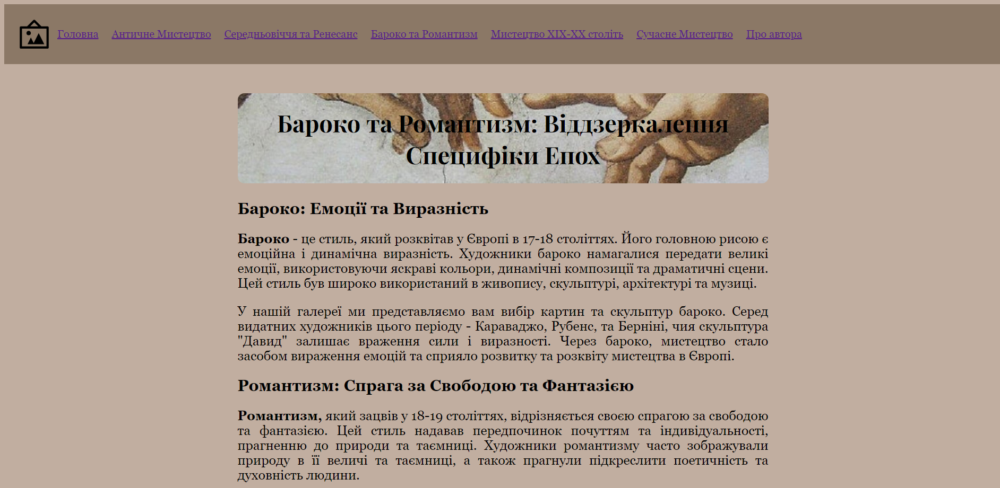 Головна Античне Мистецтво Середньовіччя та Ренесанс Бароко та Романтизм Мистецтво XIX-XX століть Сучасне Мистецтво Про автора
Бароко та Романтизм: Віддзеркалення
Специфіки Епох
Бароко: Емоції та Виразність
Бароко - це стиль, який розквітав у Європі в 17-18 століттях. Його головною рисою є
емоційна і динамічна виразність. Художники бароко намагалися передати великі
емоції, використовуючи яскраві кольори, динамічні композиції та драматичні сцени.
Цей стиль був широко використаний в живопису, скульптурі, архітектурі та музиці.
У нашій галереї ми представляємо вам вибір картин та скульптур бароко. Серед
видатних художників цього періоду - Караваджо, Рубенс, та Берніні, чия скульптура
"Давид" залишає враження сили і виразності. Через бароко, мистецтво стало
засобом вираження емоцій та сприяло розвитку та розквіту мистецтва в Європі.
Романтизм: Спрага за Свободою та Фантазією
Романтизм, який зацвів у 18-19 століттях, відрізняється своєю спрагою за свободою
та фантазією. Цей стиль надавав передпочинок почуттям та індивідуальності,
прагненню до природи та таємниці. Художники романтизму часто зображували
природу в її величі та таємниці, а також прагнули підкреслити поетичність та
духовність людини.